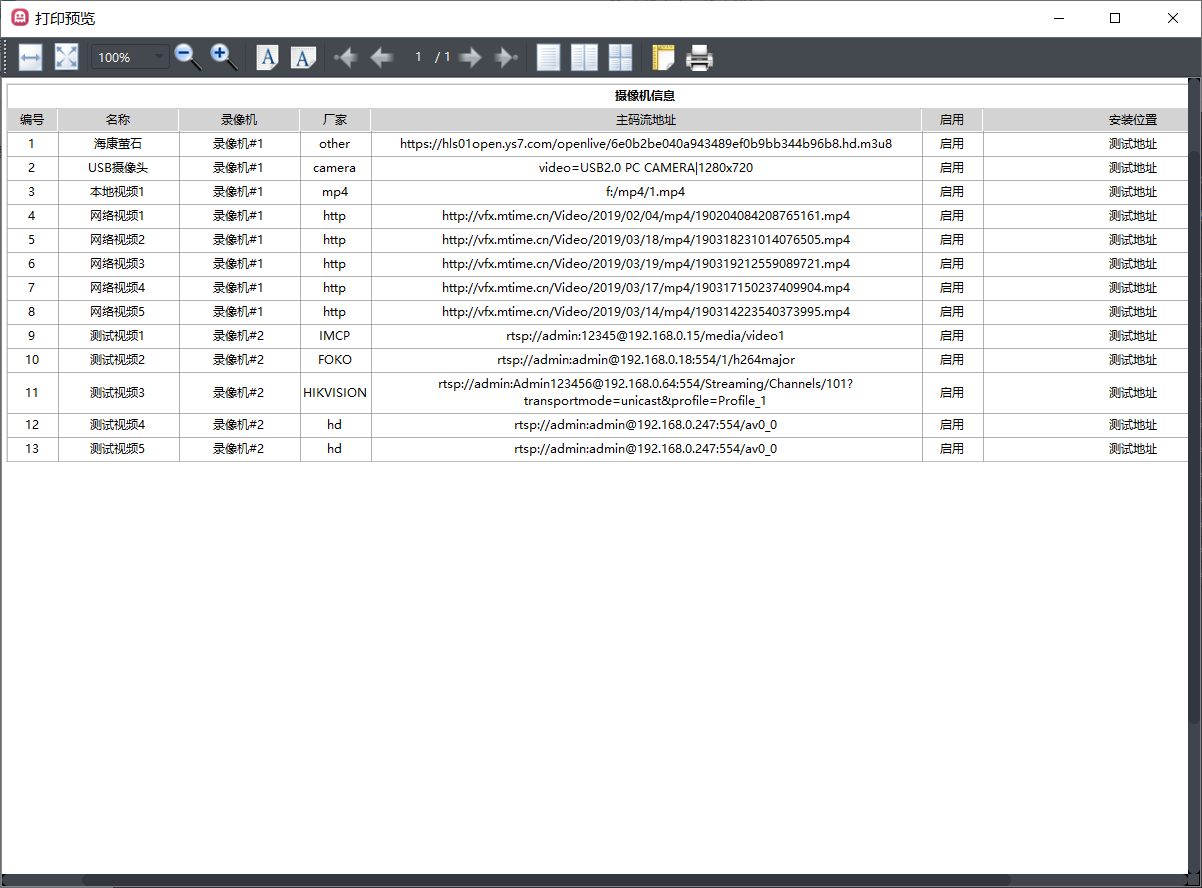 打印预览
100% 1 / 1
摄像机信息
编号 名称 录像机 厂家 主码流地址 启用 安装位置
1 海康萤石 录像机#1 other https://hls01open.ys7.com/openlive/6e0b2be040a943489ef0b9bb344b96b8.hd.m3u8 启用 测试地址
2 USB摄像头 录像机#1 camera video=USB2.0 PC CAMERA|1280x720 启用 测试地址
3 本地视频1 录像机#1 mp4 f:/mp4/1.mp4 启用 测试地址
4 网络视频1 录像机#1 http http://vfx.mtime.cn/Video/2019/02/04/mp4/190204084208765161.mp4 启用 测试地址
5 网络视频2 录像机#1 http http://vfx.mtime.cn/Video/2019/03/18/mp4/190318231014076505.mp4 启用 测试地址
6 网络视频3 录像机#1 http http://vfx.mtime.cn/Video/2019/03/19/mp4/190319212559089721.mp4 启用 测试地址
7 网络视频4 录像机#1 http http://vfx.mtime.cn/Video/2019/03/17/mp4/190317150237409904.mp4 启用 测试地址
8 网络视频5 录像机#1 http http://vfx.mtime.cn/Video/2019/03/14/mp4/190314223540373995.mp4 启用 测试地址
9 测试视频1 录像机#2 IMCP rtsp://admin:12345@192.168.0.15/media/video1 启用 测试地址
10 测试视频2 录像机#2 FOKO rtsp://admin:admin@192.168.0.18:554/1/h264major 启用 测试地址
11 测试视频3 录像机#2 HIKVISION rtsp://admin:Admin123456@192.168.0.64:554/Streaming/Channels/101? 启用 测试地址
transportmode=unicast&profile=Profile_1
12 测试视频4 录像机#2 hd rtsp://admin:admin@192.168.0.247:554/av0_0 启用 测试地址
13 测试视频5 录像机#2 hd rtsp://admin:admin@192.168.0.247:554/av0_0 启用 测试地址